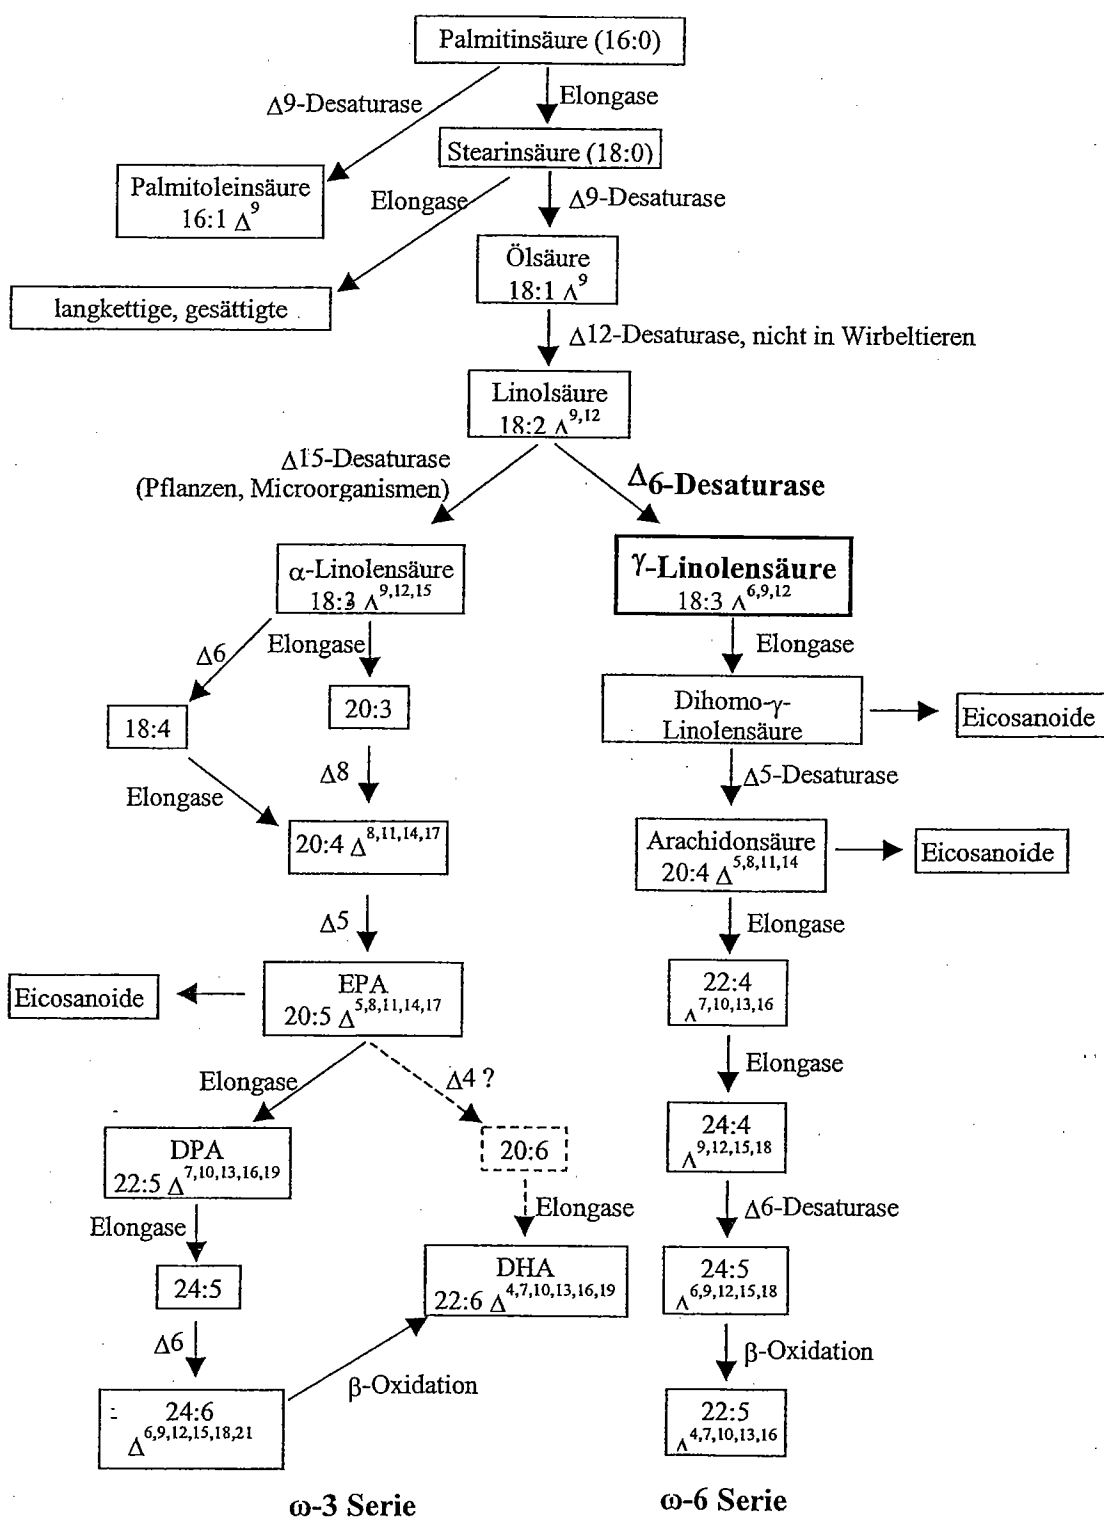 Palmitinsäure (16:0)
Δ9-Desaturase
Elongase
Stearinsäure (18:0)
Palmitoleinsäure
16:1 Δ9
Elongase
Δ9-Desaturase
Ölsäure
18:1 Δ9
langkettige, gesättigte
Δ12-Desaturase, nicht in Wirbeltieren
Linolsäure
18:2 Δ9,12
Δ15-Desaturase
(Pflanzen, Microorganismen)
Δ6-Desaturase
α-Linolensäure
18:3 Δ9,12,15
γ-Linolensäure
18:3 Δ6,9,12
Δ6
Elongase
Elongase
18:4
20:3
Dihomo-γ-
Linolensäure
Eicosanoide
Elongase
Δ8
Δ5-Desaturase
20:4 Δ8,11,14,17
Arachidonsäure
20:4 Δ5,8,11,14
Eicosanoide
Δ5
Elongase
Eicosanoide
EPA
20:5 Δ5,8,11,14,17
22:4
Δ7,10,13,16
Elongase
Δ4 ?
Elongase
DPA
22:5 Δ7,10,13,16,19
20:6
24:4
Δ9,12,15,18
Elongase
Elongase
Δ6-Desaturase
24:5
DHA
22:6 Δ4,7,10,13,16,19
24:5
Δ6,9,12,15,18
Δ6
β-Oxidation
β-Oxidation
24:6
Δ6,9,12,15,18,21
22:5
Δ4,7,10,13,16
ω-3 Serie
ω-6 Serie